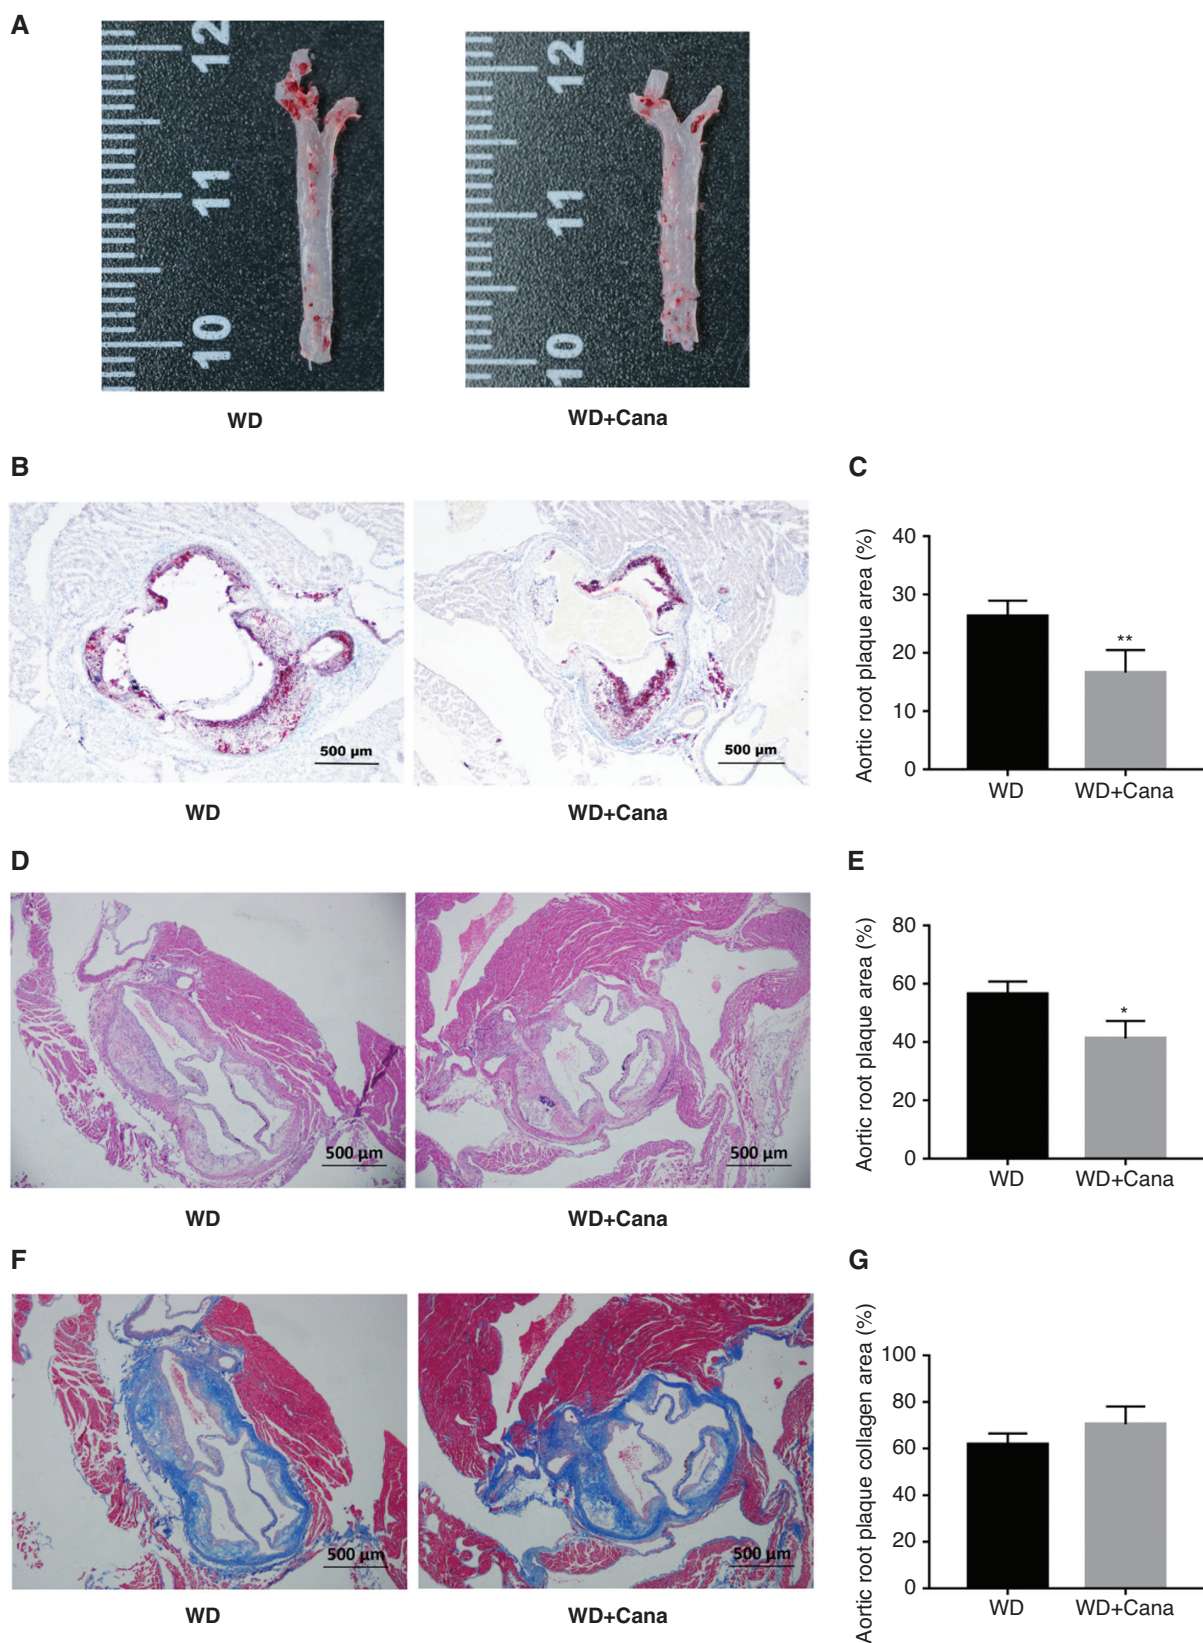 A
12
11
10
12
11
10
WD
WD+Cana
B
C
500 µm
500 µm
WD
WD+Cana
Aortic root plaque area (%)
40
30
20
10
0
**
WD
WD+Cana
D
E
500 µm
500 µm
WD
WD+Cana
Aortic root plaque area (%)
80
60
40
20
0
*
WD
WD+Cana
F
G
500 µm
500 µm
WD
WD+Cana
Aortic root plaque collagen area (%)
100
80
60
40
20
0
WD
WD+Cana